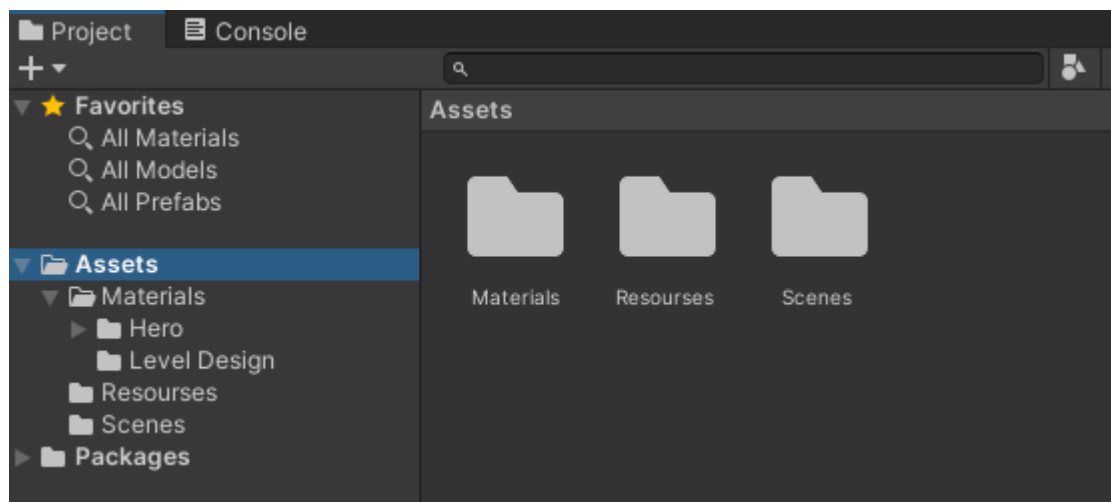 Project Console
Favorites
All Materials
All Models
All Prefabs
Assets
Materials
Hero
Level Design
Resourses
Scenes
Packages
Assets
Materials Resourses Scenes